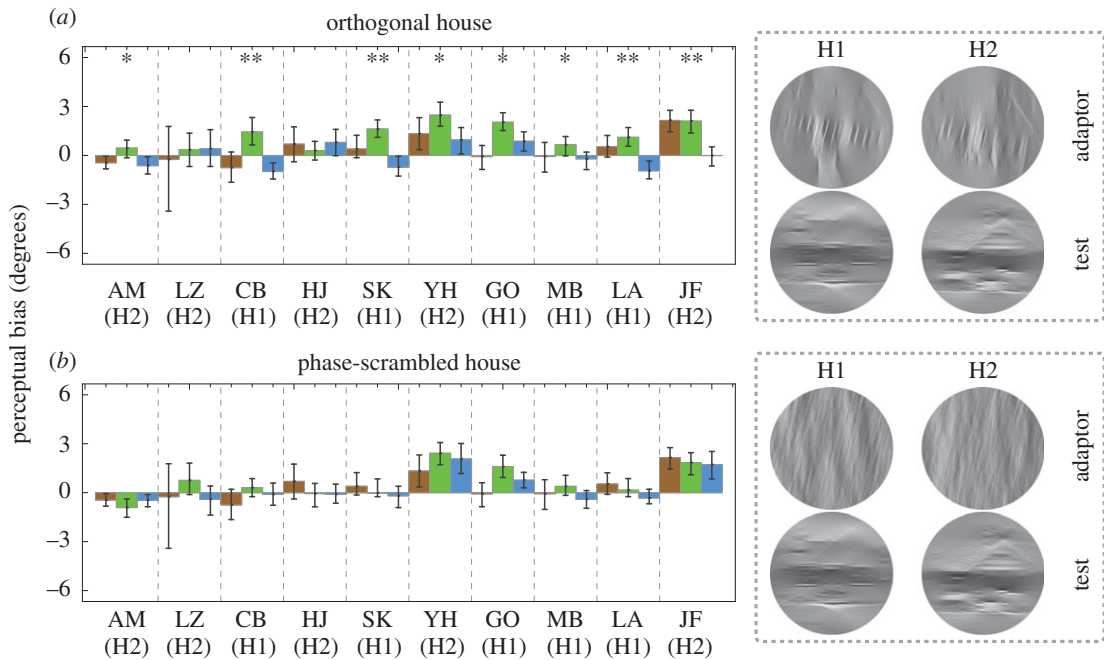 (a) orthogonal house
6
3
0
−3
−6
* ** ** * * * ** **
AM LZ CB HJ SK YH GO MB LA JF
(H2) (H2) (H1) (H2) (H1) (H2) (H1) (H1) (H1) (H2)
H1 H2
adaptor
test
perceptual bias (degrees)
(b) phase-scrambled house
6
3
0
−3
−6
AM LZ CB HJ SK YH GO MB LA JF
(H2) (H2) (H1) (H2) (H1) (H2) (H1) (H1) (H1) (H2)
H1 H2
adaptor
test